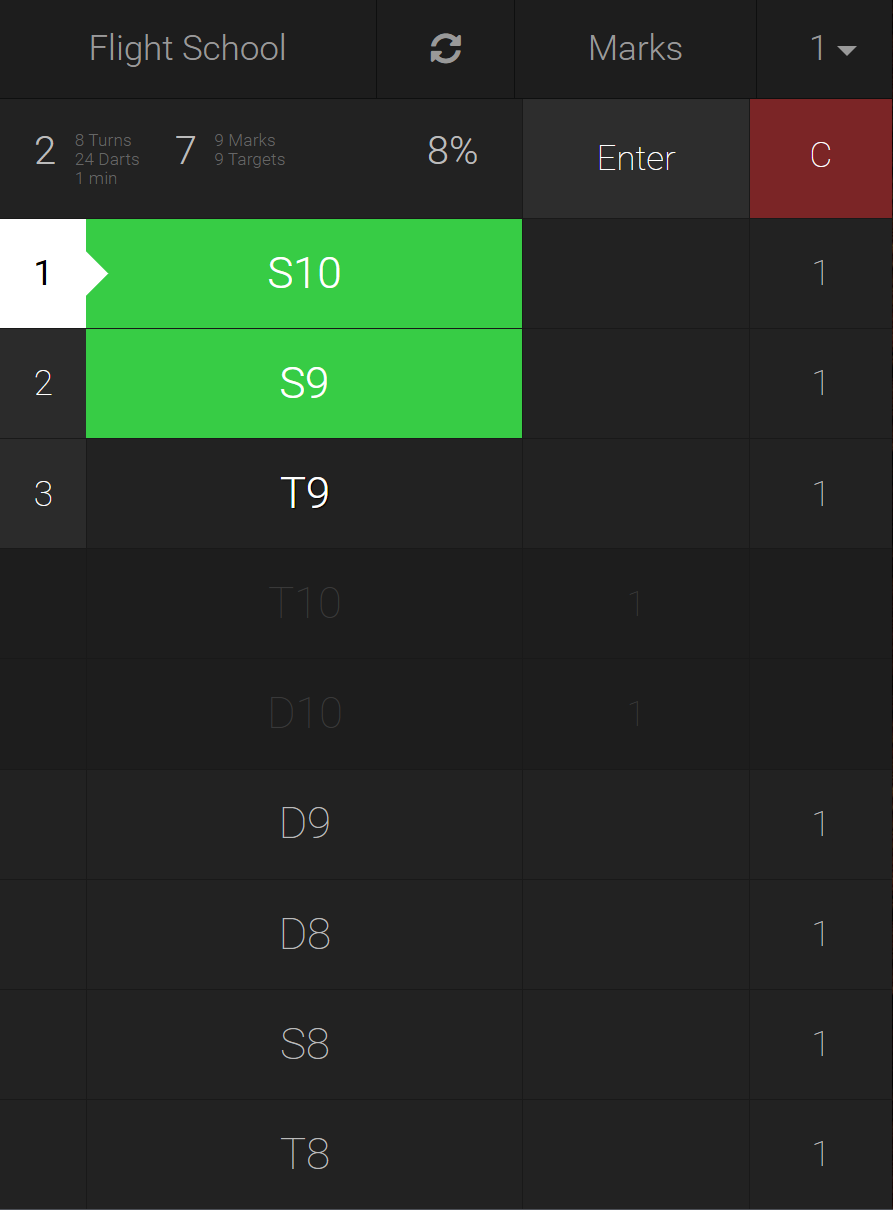 Flight School Marks 1
2 8 Turns 7 9 Marks 8% Enter C
24 Darts 9 Targets
1 min
1 S10 1
2 S9 1
3 T9 1
T10 1
D10 1
D9 1
D8 1
S8 1
T8 1